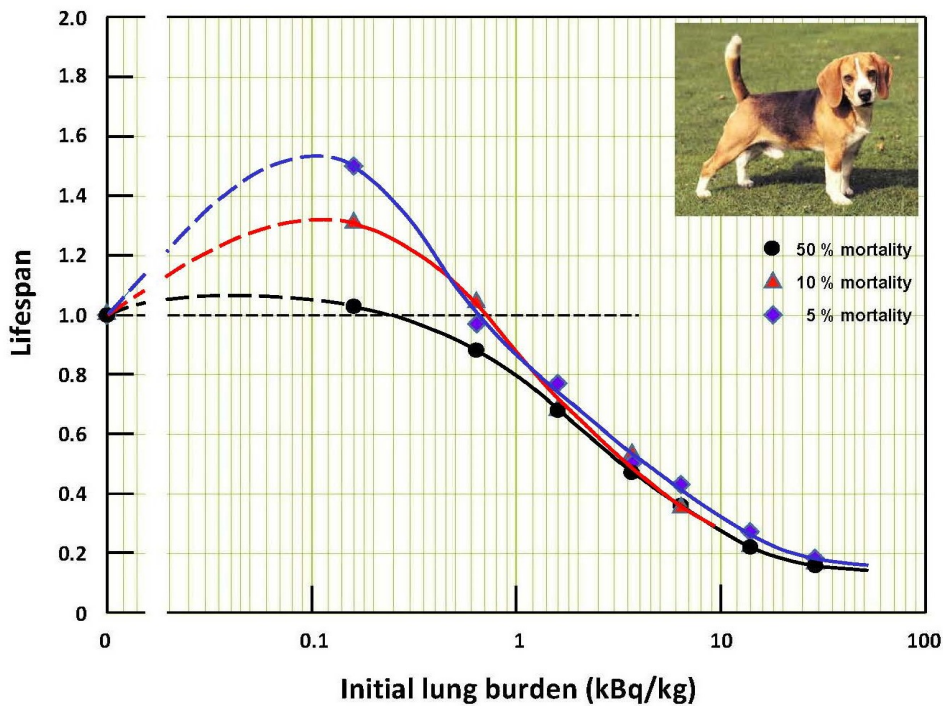 2.0
1.8
1.6
1.4
1.2
1.0
0.8
0.6
0.4
0.2
0
Lifespan
50 % mortality
10 % mortality
5 % mortality
0 0.1 1 10 100
Initial lung burden (kBq/kg)